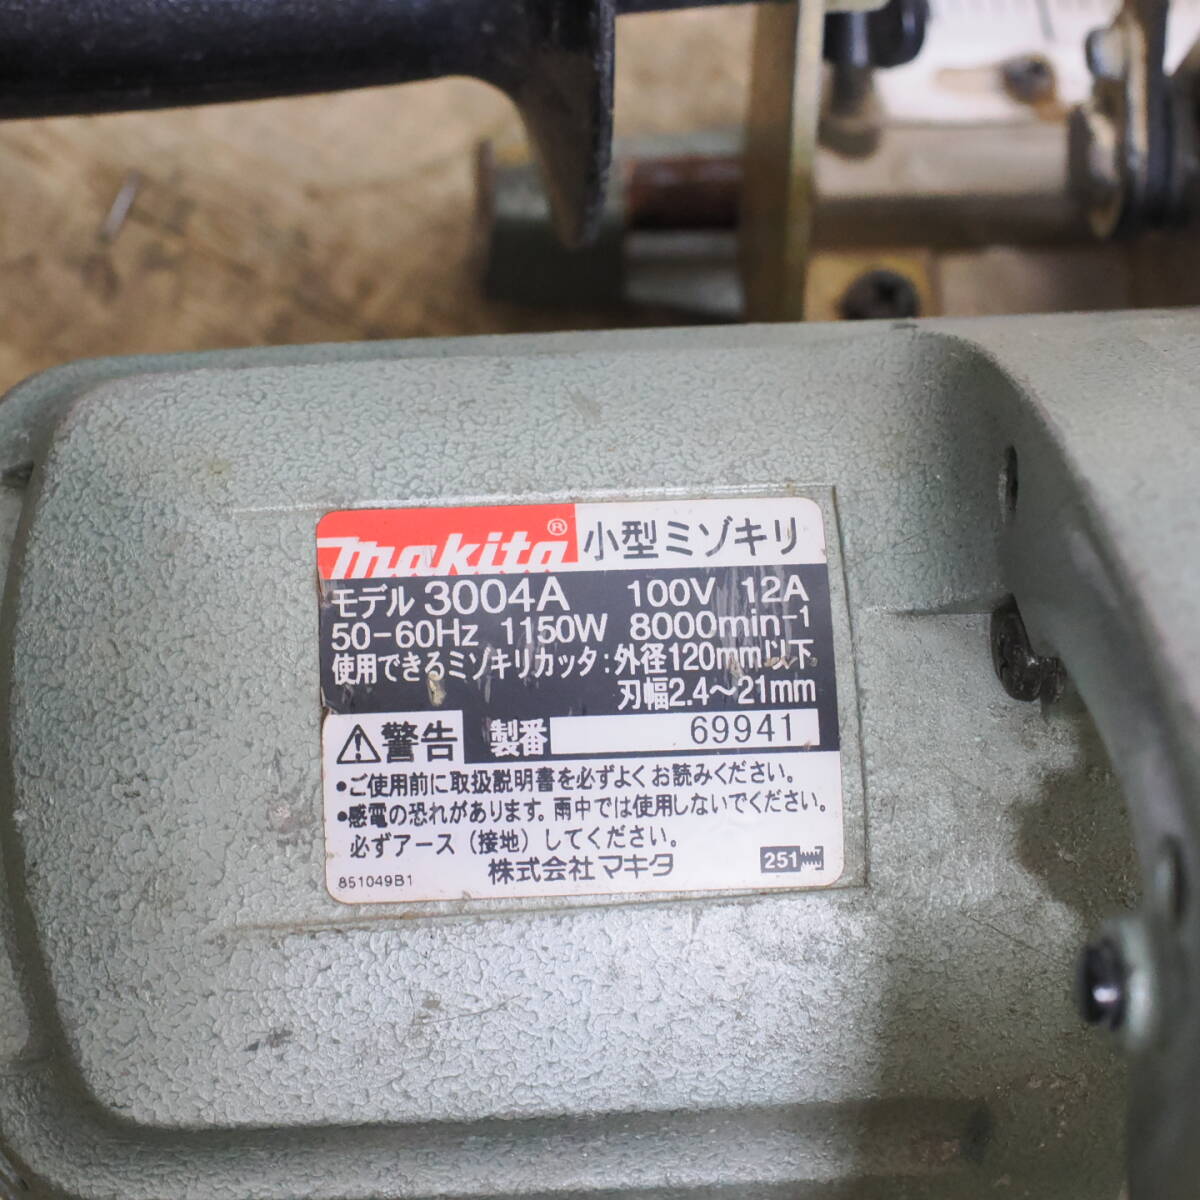 makita® 小型ミゾキリ
モデル 3004A 100V 12A
50-60Hz 1150W 8000min-1
使用できるミゾキリカッタ:外径120mm以下
刃幅2.4～21mm
⚠警告 製番 69941
•ご使用前に取扱説明書を必ずよくお読みください。
•感電の恐れがあります。雨中では使用しないでください。
必ずアース（接地）してください。
株式会社マキタ
851049B1 251